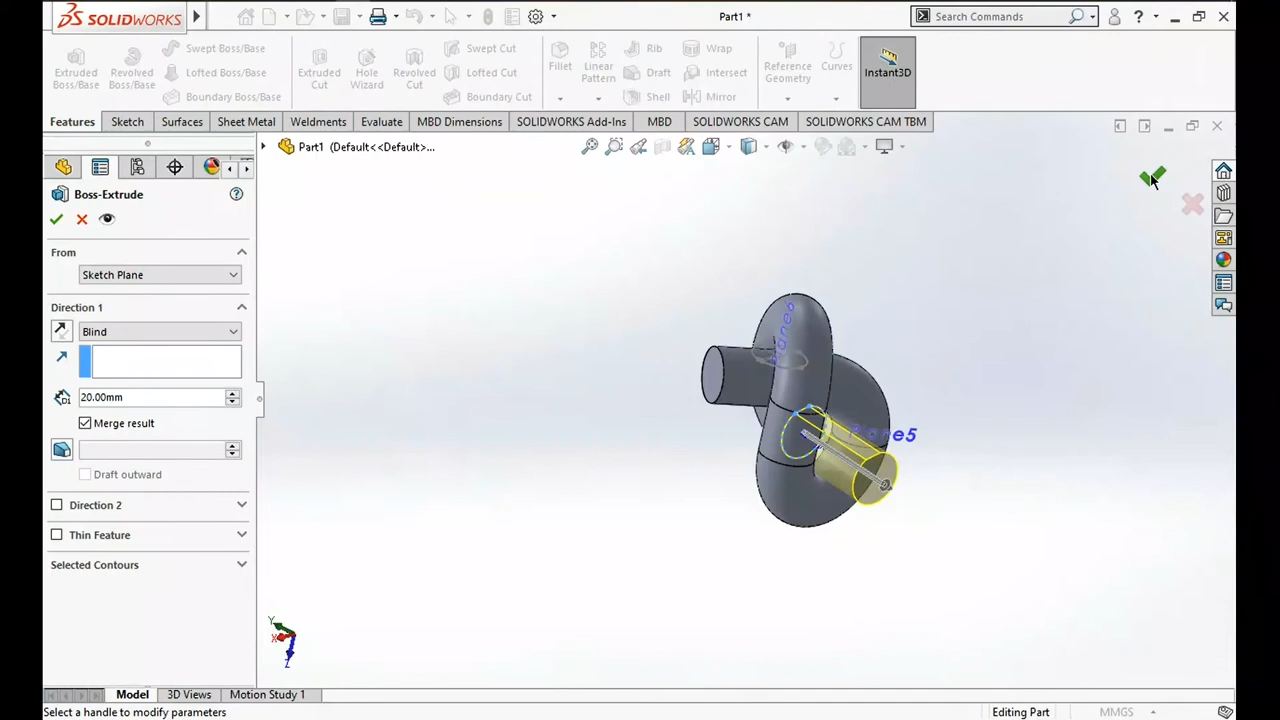 SOLIDWORKS
Part1 *
Search Commands
?
Extruded Boss/Base
Revolved Boss/Base
Swept Boss/Base
Lofted Boss/Base
Boundary Boss/Base
Extruded Cut
Hole Wizard
Revolved Cut
Swept Cut
Lofted Cut
Boundary Cut
Fillet
Linear Pattern
Rib
Draft
Shell
Wrap
Intersect
Mirror
Reference Geometry
Curves
Instant3D
Features
Sketch
Surfaces
Sheet Metal
Weldments
Evaluate
MBD Dimensions
SOLIDWORKS Add-Ins
MBD
SOLIDWORKS CAM
SOLIDWORKS CAM TBM
Part1 (Default<<Default>...
Boss-Extrude
From
Sketch Plane
Direction 1
Blind
20.00mm
Merge result
Draft outward
Direction 2
Thin Feature
Selected Contours
Plane5
Y
X
Z
Model
3D Views
Motion Study 1
Select a handle to modify parameters
Editing Part
MMGS